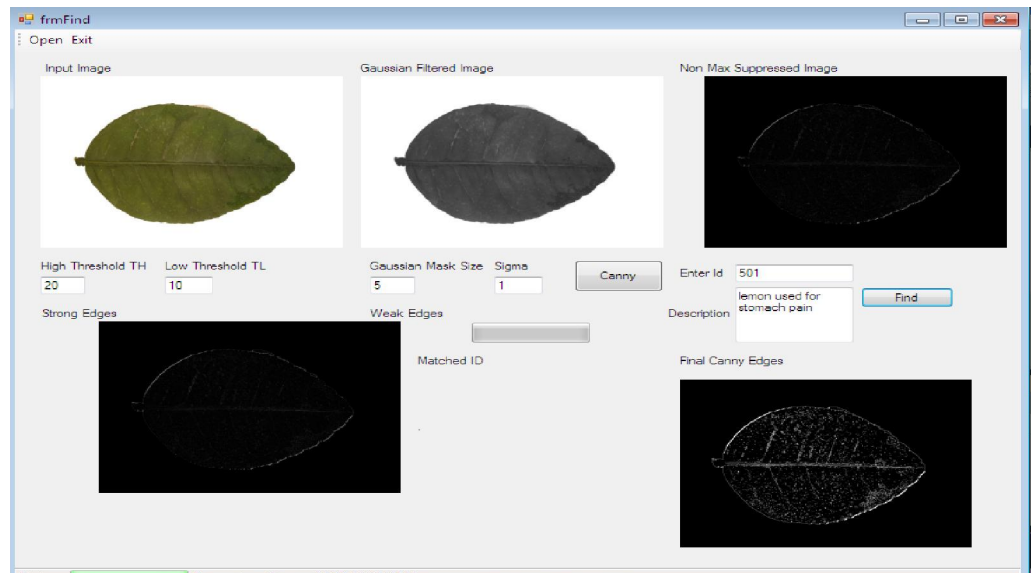 frmFind
Open Exit
Input Image
Gaussian Filtered Image
Non Max Suppressed Image
High Threshold TH
Low Threshold TL
Gaussian Mask Size
Sigma
20
10
5
1
Canny
Enter Id
501
Description
lemon used for
stomach pain
Find
Strong Edges
Weak Edges
Matched ID
Final Canny Edges